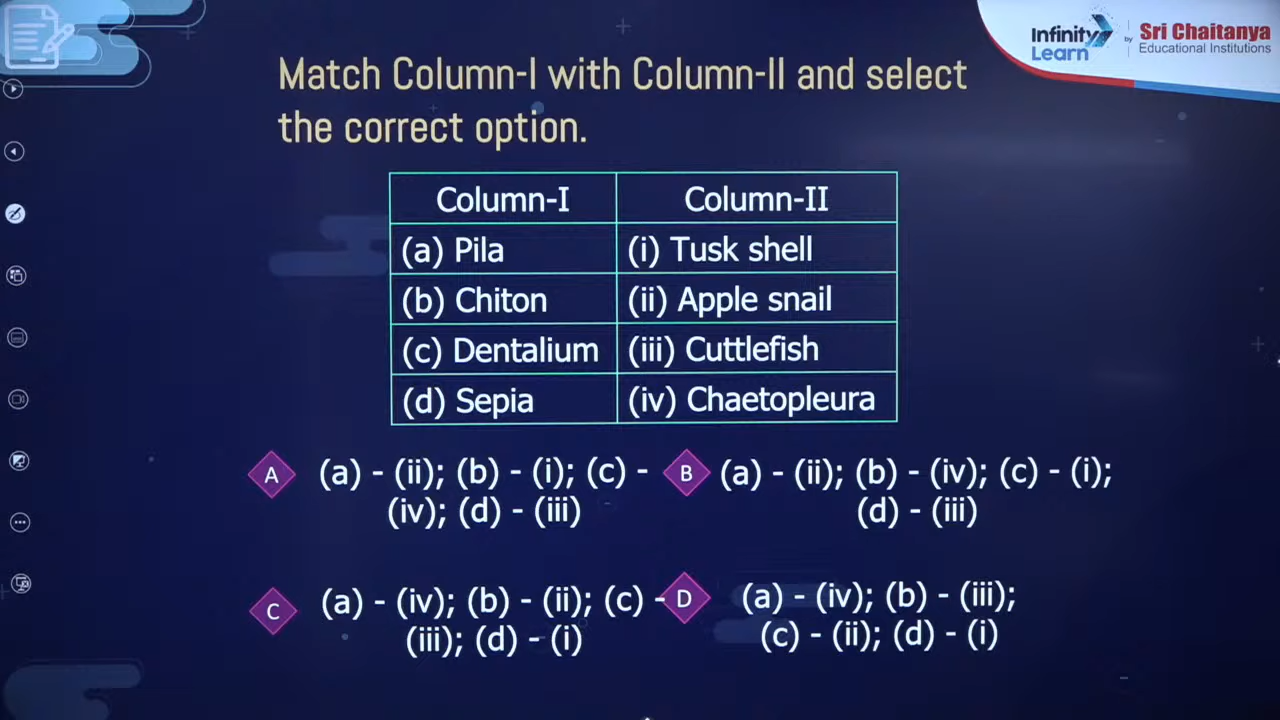 Infinity
Learn
by
Sri Chaitanya
Educational Institutions
Match Column-I with Column-II and select
the correct option.
Column-I Column-II
(a) Pila (i) Tusk shell
(b) Chiton (ii) Apple snail
(c) Dentalium (iii) Cuttlefish
(d) Sepia (iv) Chaetopleura
A (a) - (ii); (b) - (i); (c) -
(iv); (d) - (iii)
B (a) - (ii); (b) - (iv); (c) - (i);
(d) - (iii)
C (a) - (iv); (b) - (ii); (c) -
(iii); (d) - (i)
D (a) - (iv); (b) - (iii);
(c) - (ii); (d) - (i)